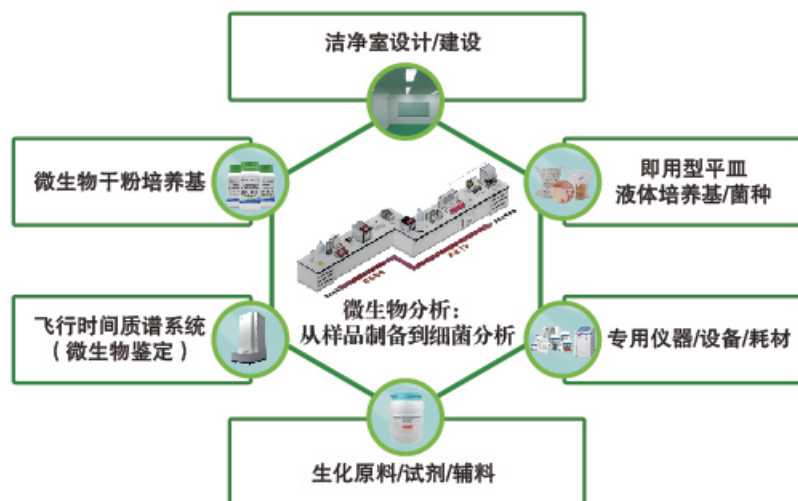 洁净室设计/建设
微生物干粉培养基
即用型平皿
液体培养基/菌种
微生物分析：
从样品制备到细菌分析
飞行时间质谱系统
（微生物鉴定）
专用仪器/设备/耗材
生化原料/试剂/辅料